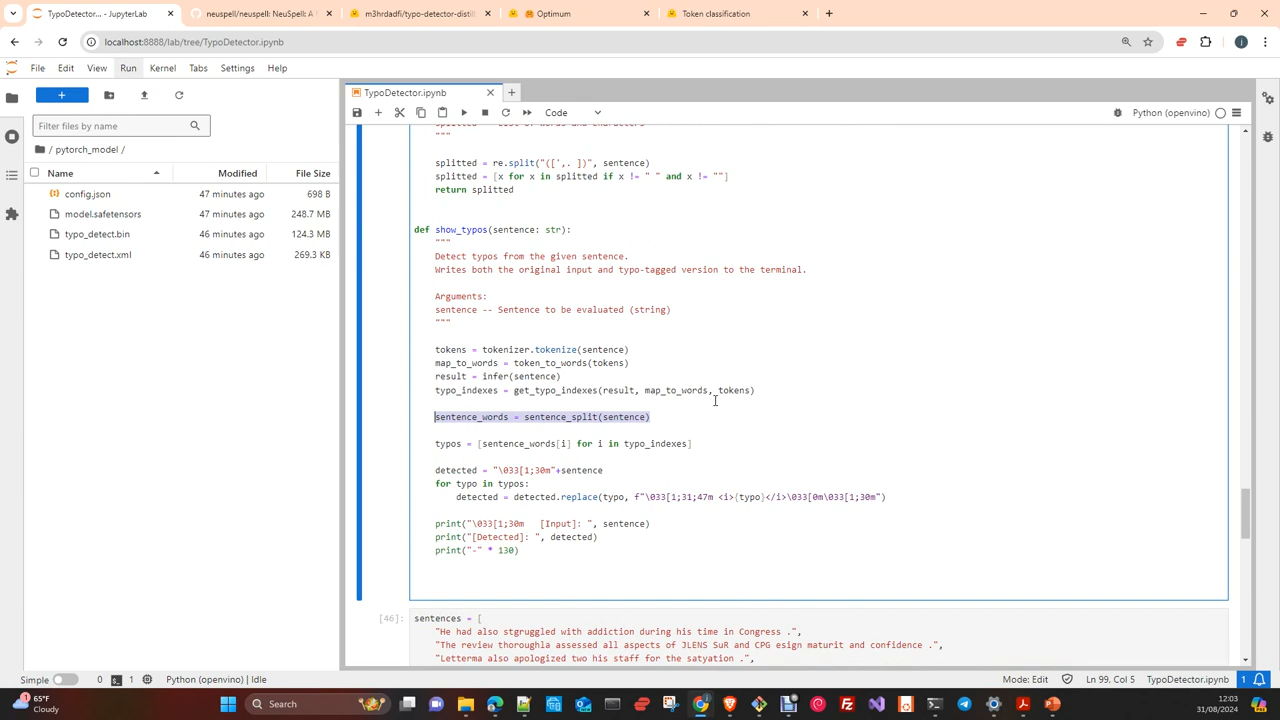 TypoDetector... - JupyterLab
neuspell/neuspell: NeuSpell: A
m3hrdadfi/typo-detector-distil
Optimum
Token classification
localhost:8888/lab/tree/TypoDetector.ipynb
File Edit View Run Kernel Tabs Settings Help
TypoDetector.ipynb
Filter files by name
Code
Python (openvino)
/ pytorch_model /
Name Modified File Size
config.json 47 minutes ago 698 B
model.safetensors 47 minutes ago 248.7 MB
typo_detect.bin 46 minutes ago 124.3 MB
typo_detect.xml 46 minutes ago 269.3 KB
"""
splitted = re.split("([',. ])", sentence)
splitted = [x for x in splitted if x != " " and x != ""]
return splitted
def show_typos(sentence: str):
"""
Detect typos from the given sentence.
Writes both the original input and typo-tagged version to the terminal.
Arguments:
sentence -- Sentence to be evaluated (string)
"""
tokens = tokenizer.tokenize(sentence)
map_to_words = token_to_words(tokens)
result = infer(sentence)
typo_indexes = get_typo_indexes(result, map_to_words, tokens)
sentence_words = sentence_split(sentence)
typos = [sentence_words[i] for i in typo_indexes]
detected = "\033[1;30m"+sentence
for typo in typos:
detected = detected.replace(typo, f"\033[1;31;47m <i>{typo}</i>\033[0m\033[1;30m")
print("\033[1;30m   [Input]: ", sentence)
print("[Detected]: ", detected)
print("-" * 130)
[46]:
sentences = [
"He had also stgruggled with addiction during his time in Congress .",
"The review thoroughla assessed all aspects of JLENS SuR and CPG esign maturit and confidence .",
"Letterma also apologized two his staff for the satyation .",
Simple 0 1 Python (openvino) | Idle
Mode: Edit Ln 99, Col 5 TypoDetector.ipynb 1
1
65°F
Cloudy
Search
12:03
31/08/2024